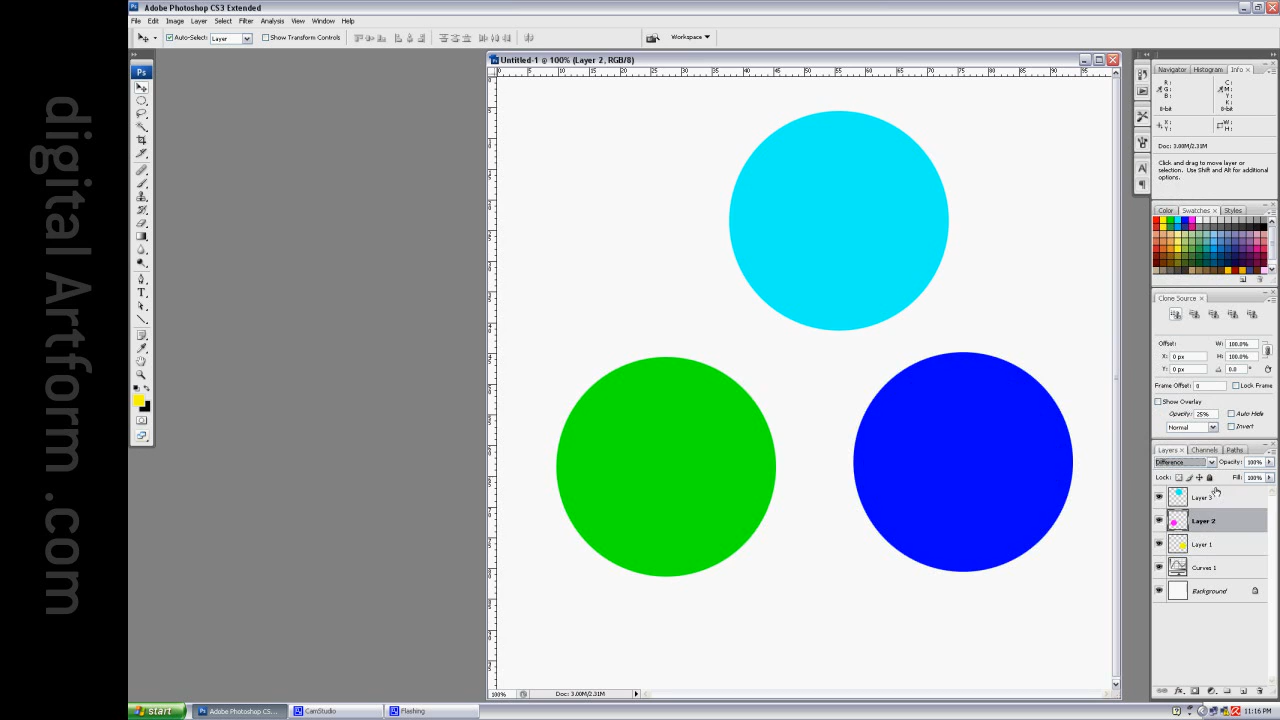 digital Artform .com
Adobe Photoshop CS3 Extended
File Edit Image Layer Select Filter Analysis View Window Help
Auto-Select: Layer Show Transform Controls Workspace
Untitled-1 @ 100% (Layer 2, RGB/8)
Ps
Navigator Histogram Info
R: C:
G: M:
B: Y:
K:
8-bit 8-bit
X: W:
Y: H:
Doc: 3.00M/2.31M
Click and drag to move layer or
selection. Use Shift and Alt for additional
options.
Color Swatches Styles
Clone Source
Offset: W: 100.0%
X: 0 px H: 100.0%
Y: 0 px 0.0
Frame Offset: 0 Lock Frame
Show Overlay
Opacity: 25% Auto Hide
Normal Invert
Layers Channels Paths
Difference Opacity: 100%
Lock: Fill: 100%
Layer 3
Layer 2
Layer 1
Curves 1
Background
100% Doc: 3.00M/2.31M
start Adobe Photoshop CS... CamStudio Flashing 11:16 PM